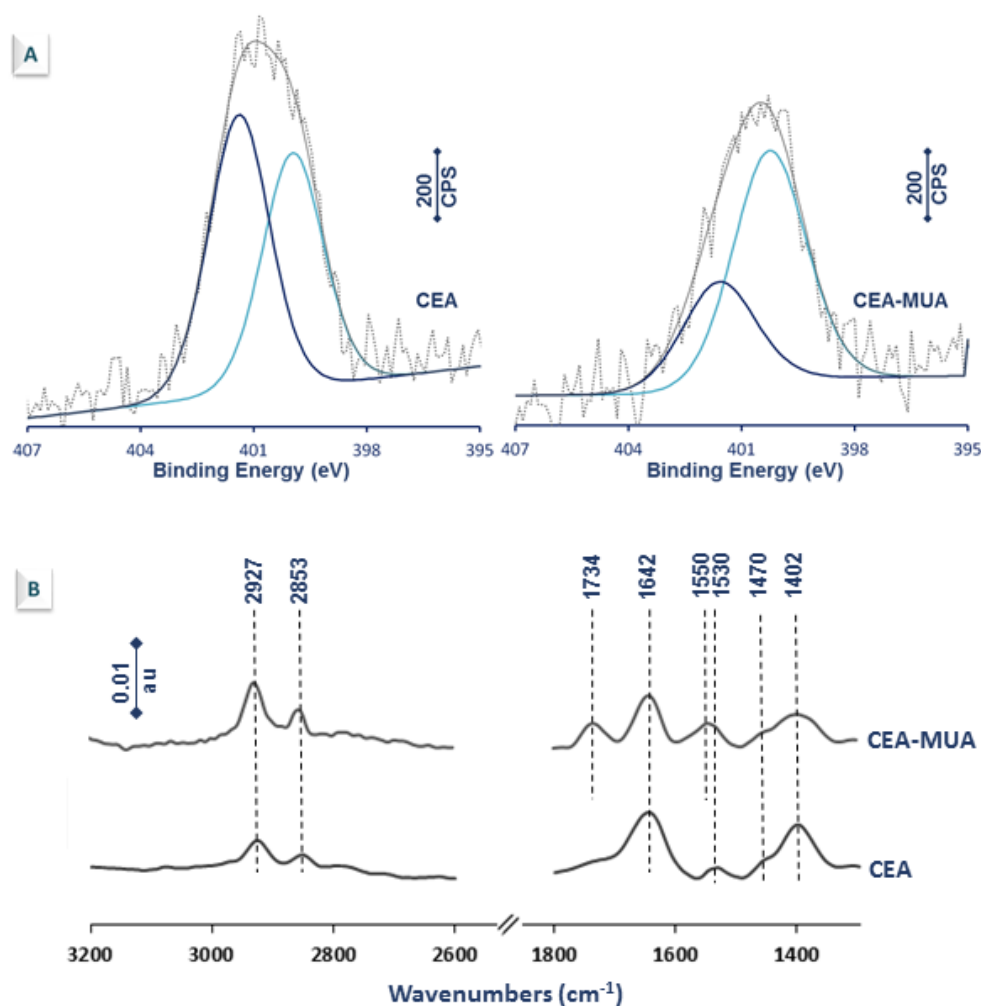 A
200
CPS
CEA
407
404
401
398
395
Binding Energy (eV)
200
CPS
CEA-MUA
407
404
401
398
395
Binding Energy (eV)
B
2927
2853
1734
1642
1550
1530
1470
1402
0.01
au
CEA-MUA
CEA
3200
3000
2800
2600
1800
1600
1400
Wavenumbers (cm⁻¹)